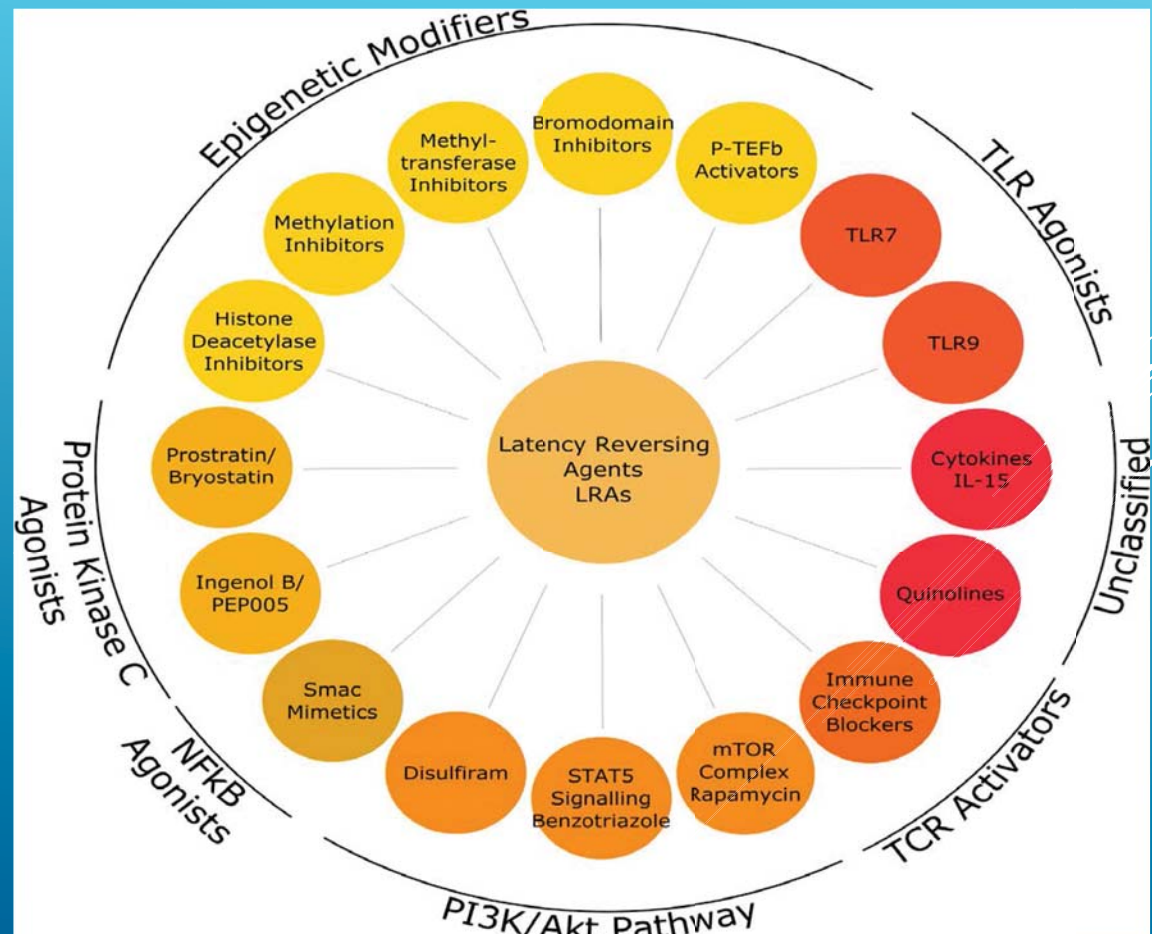 Epigenetic Modifiers
Bromodomain
Inhibitors
P-TEFb
Activators
TLR Agonists
TLR7
TLR9
Unclassified
Cytokines
IL-15
Quinolines
TCR Activators
Immune
Checkpoint
Blockers
PI3K/Akt Pathway
mTOR
Complex
Rapamycin
STAT5
Signalling
Benzotriazole
Disulfiram
NFkB
Agonists
Smac
Mimetics
Protein Kinase C
Agonists
Ingenol B/
PEP005
Prostratin/
Bryostatin
Histone
Deacetylase
Inhibitors
Methylation
Inhibitors
Methyl-
transferase
Inhibitors
Latency Reversing
Agents
LRAs